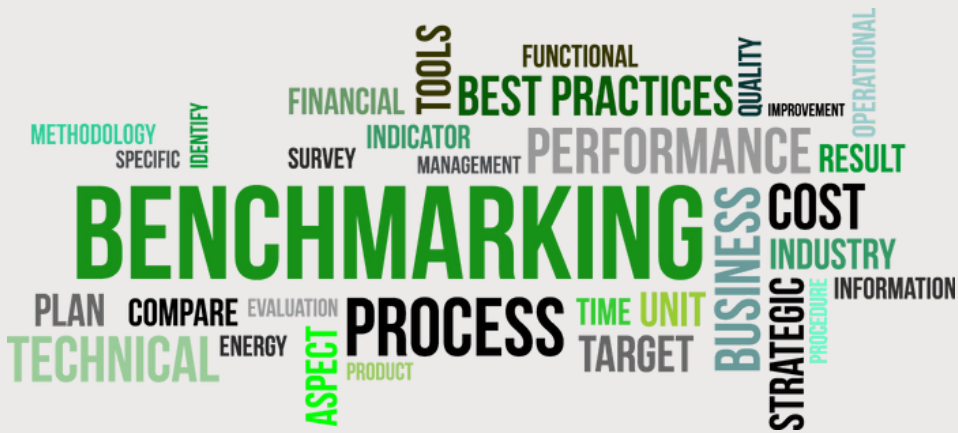 TOOLS
FUNCTIONAL
QUALITY
OPERATIONAL
FINANCIAL
BEST PRACTICES
IMPROVEMENT
METHODOLOGY
IDENTIFY
INDICATOR
PERFORMANCE
SPECIFIC
SURVEY
MANAGEMENT
RESULT
BENCHMARKING
BUSINESS
COST
INDUSTRY
STRATEGIC
PROCEDURE
INFORMATION
PLAN
COMPARE
EVALUATION
PROCESS
TIME
UNIT
TECHNICAL
ENERGY
ASPECT
PRODUCT
TARGET